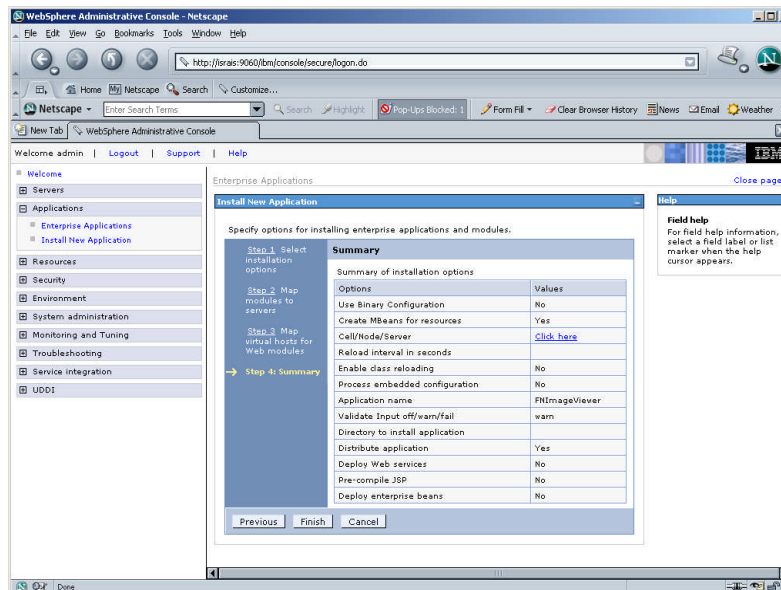 WebSphere Administrative Console - Netscape
File Edit View Go Bookmarks Tools Window Help
http://israis:9060/ibm/console/secure/logon.do
Home My Netscape Search Customize...
Netscape Enter Search Terms Search Highlight Pop-Ups Blocked: 1 Form Fill Clear Browser History News Email Weather
New Tab WebSphere Administrative Console
Welcome admin | Logout | Support | Help IBM
Welcome
Servers
Applications
Enterprise Applications
Install New Application
Resources
Security
Environment
System administration
Monitoring and Tuning
Troubleshooting
Service integration
UDDI
Enterprise Applications Close page
Install New Application
Specify options for installing enterprise applications and modules.
Step 1 Select installation options
Step 2 Map modules to servers
Step 3 Map virtual hosts for Web modules
Step 4: Summary
Summary
Summary of installation options
Options Values
Use Binary Configuration No
Create MBeans for resources Yes
Cell/Node/Server Click here
Reload interval in seconds
Enable class reloading No
Process embedded configuration No
Application name FNImageViewer
Validate Input off/warn/fail warn
Directory to install application
Distribute application Yes
Deploy Web services No
Pre-compile JSP No
Deploy enterprise beans No
Previous Finish Cancel
Help
Field help
For field help information,
select a field label or list
marker when the help
cursor appears.
Done